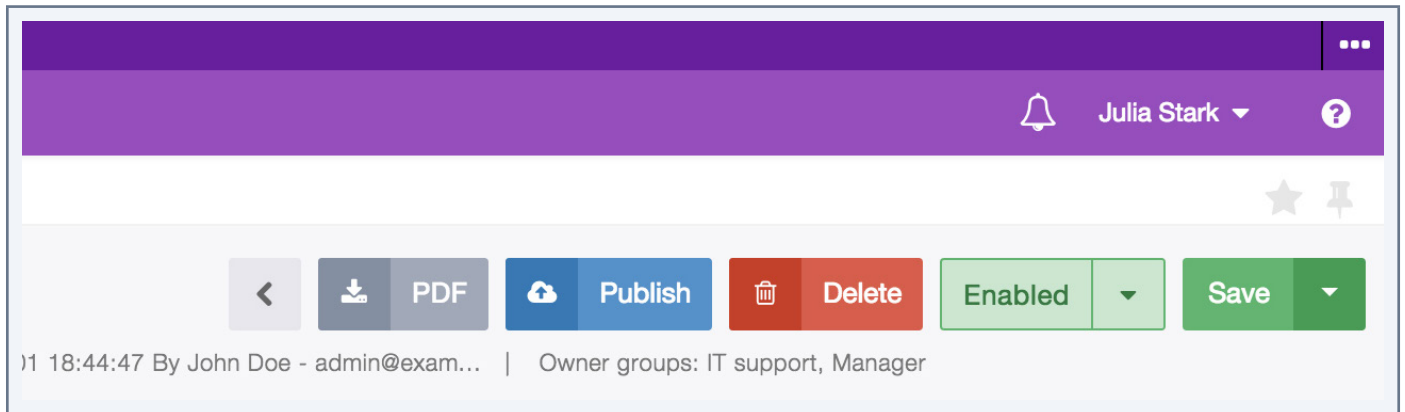 Julia Stark
PDF Publish Delete Enabled Save
01 18:44:47 By John Doe - admin@exam... | Owner groups: IT support, Manager